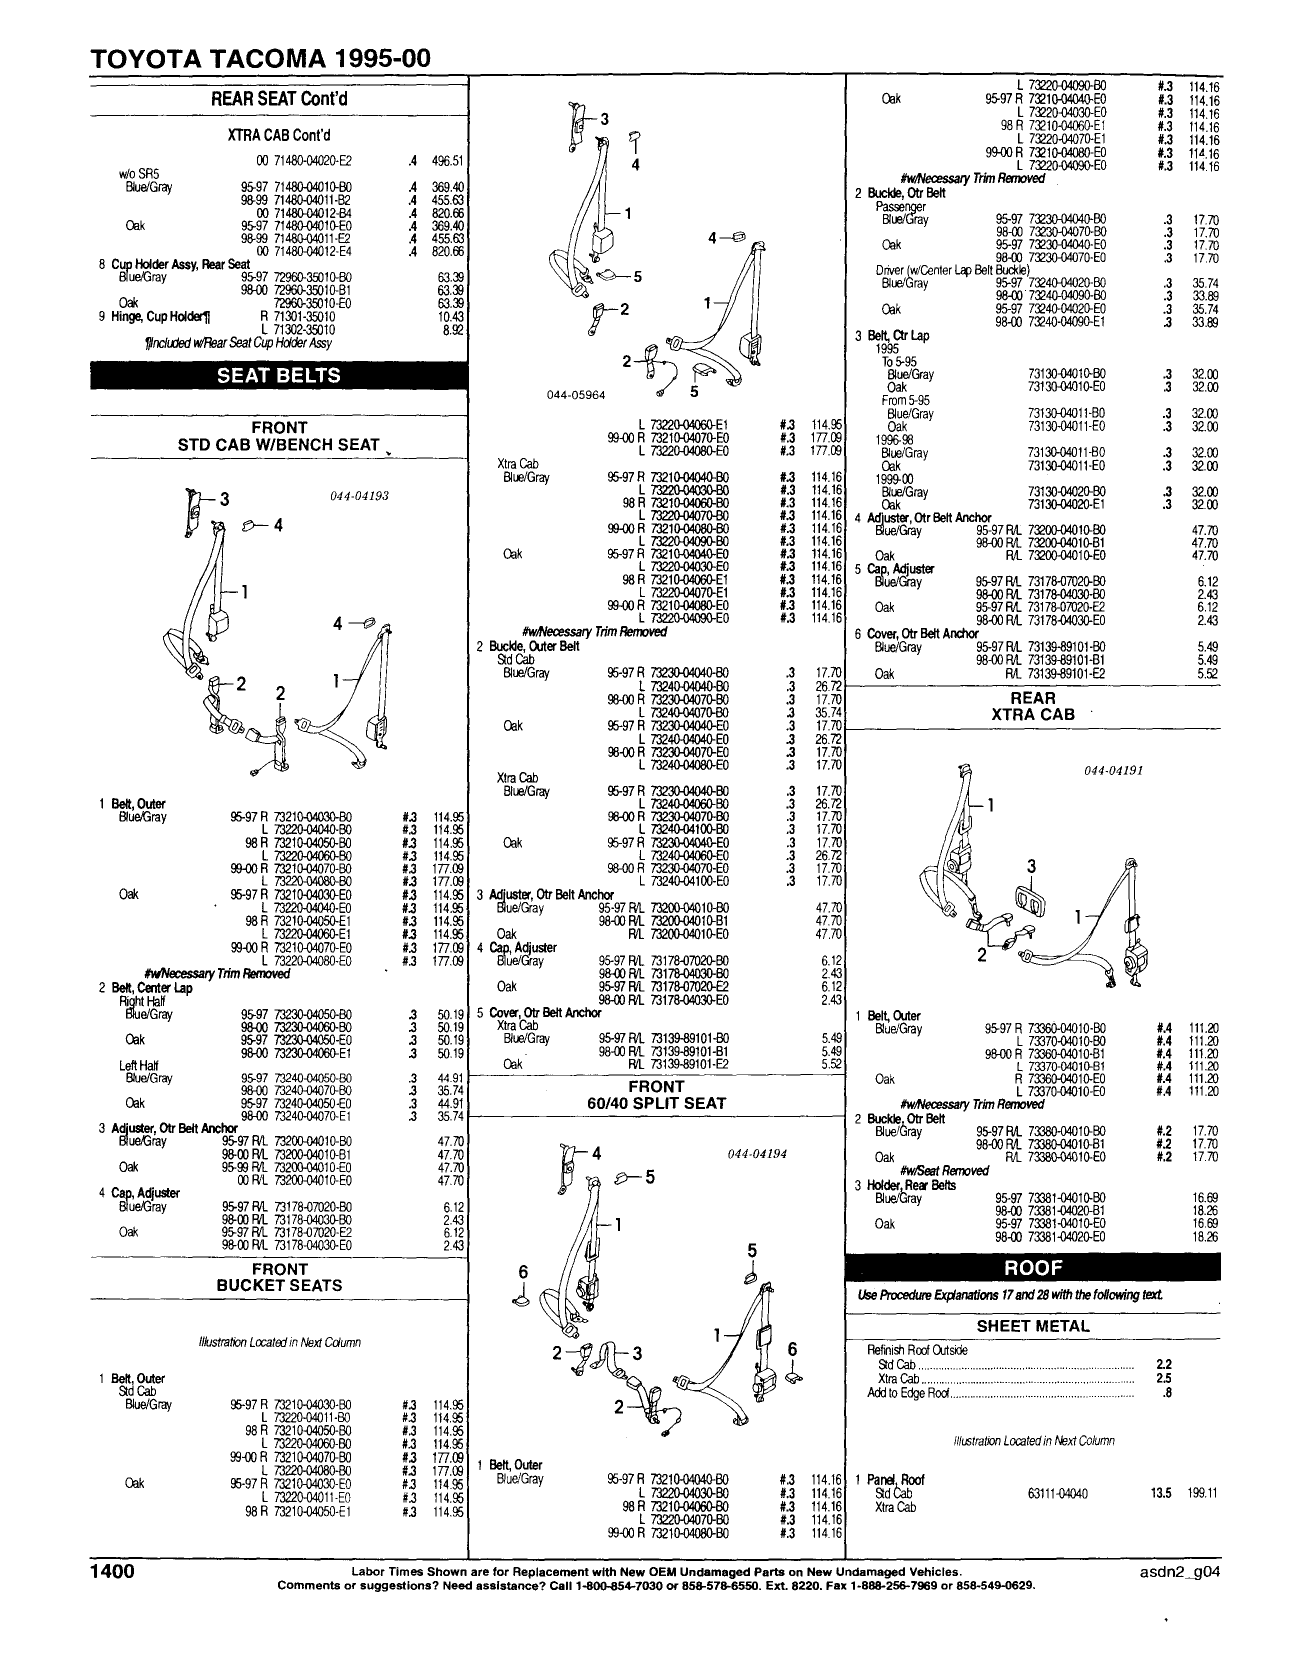 TOYOTA TACOMA 1995-00
REAR SEAT Cont'd
XTRA CAB Cont'd
00 71480-04020-E2 .4 496.51
w/o SR5
Blue/Gray 95-97 71480-04010-B0 .4 369.40
98-99 71480-04011-B2 .4 455.63
00 71480-04012-B4 .4 820.66
Oak 95-97 71480-04010-E0 .4 369.40
98-99 71480-04011-E2 .4 455.63
00 71480-04012-E4 .4 820.66
8 Cup Holder Assy, Rear Seat
Blue/Gray 95-97 72960-35010-B0 63.39
98-00 72960-35010-B1 63.39
Oak 72960-35010-E0 63.39
9 Hinge, Cup Holder¶ R 71301-35010 10.43
L 71302-35010 8.92
¶Included w/Rear Seat Cup Holder Assy
SEAT BELTS
FRONT
STD CAB W/BENCH SEAT
3
044-04193
4
1
4
2
2
1
1 Belt, Outer
Blue/Gray 95-97 R 73210-04030-B0 #.3 114.95
L 73220-04040-B0 #.3 114.95
98 R 73210-04050-B0 #.3 114.95
L 73220-04060-B0 #.3 114.95
99-00 R 73210-04070-B0 #.3 177.09
L 73220-04080-B0 #.3 177.09
Oak 95-97 R 73210-04030-E0 #.3 114.95
L 73220-04040-E0 #.3 114.95
98 R 73210-04050-E1 #.3 114.95
L 73220-04060-E1 #.3 114.95
99-00 R 73210-04070-E0 #.3 177.09
L 73220-04080-E0 #.3 177.09
#w/Necessary Trim Removed
2 Belt, Center Lap
Right Half
Blue/Gray 95-97 73230-04050-B0 .3 50.19
98-00 73230-04060-B0 .3 50.19
Oak 95-97 73230-04050-E0 .3 50.19
98-00 73230-04060-E1 .3 50.19
Left Half
Blue/Gray 95-97 73240-04050-B0 .3 44.91
98-00 73240-04070-B0 .3 35.74
Oak 95-97 73240-04050-E0 .3 44.91
98-00 73240-04070-E1 .3 35.74
3 Adjuster, Otr Belt Anchor
Blue/Gray 95-97 R/L 73200-04010-B0 47.70
98-00 R/L 73200-04010-B1 47.70
Oak 95-99 R/L 73200-04010-E0 47.70
00 R/L 73200-04010-E0 47.70
4 Cap, Adjuster
Blue/Gray 95-97 R/L 73178-07020-B0 6.12
98-00 R/L 73178-04030-B0 2.43
Oak 95-97 R/L 73178-07020-E2 6.12
98-00 R/L 73178-04030-E0 2.43
FRONT
BUCKET SEATS
Illustration Located in Next Column
1 Belt, Outer
Std Cab
Blue/Gray 95-97 R 73210-04030-B0 #.3 114.95
L 73220-04011-B0 #.3 114.95
98 R 73210-04050-B0 #.3 114.95
L 73220-04060-B0 #.3 114.95
99-00 R 73210-04070-B0 #.3 177.09
L 73220-04080-B0 #.3 177.09
Oak 95-97 R 73210-04030-E0 #.3 114.95
L 73220-04011-E0 #.3 114.95
98 R 73210-04050-E1 #.3 114.95
3
4
1
4
5
1
2
2
044-05964
5
L 73220-04060-E1 #.3 114.95
99-00 R 73210-04070-E0 #.3 177.09
L 73220-04080-E0 #.3 177.09
Xtra Cab
Blue/Gray 95-97 R 73210-04040-B0 #.3 114.16
L 73220-04030-B0 #.3 114.16
98 R 73210-04060-B0 #.3 114.16
L 73220-04070-B0 #.3 114.16
99-00 R 73210-04080-B0 #.3 114.16
L 73220-04090-B0 #.3 114.16
Oak 95-97 R 73210-04040-E0 #.3 114.16
L 73220-04030-E0 #.3 114.16
98 R 73210-04060-E1 #.3 114.16
L 73220-04070-E1 #.3 114.16
99-00 R 73210-04080-E0 #.3 114.16
L 73220-04090-E0 #.3 114.16
#w/Necessary Trim Removed
2 Buckle, Outer Belt
Std Cab
Blue/Gray 95-97 R 73230-04040-B0 .3 17.70
L 73240-04040-B0 .3 26.72
98-00 R 73230-04070-B0 .3 17.70
L 73240-04070-B0 .3 35.74
Oak 95-97 R 73230-04040-E0 .3 17.70
L 73240-04040-E0 .3 26.72
98-00 R 73230-04070-E0 .3 17.70
L 73240-04080-E0 .3 17.70
Xtra Cab
Blue/Gray 95-97 R 73230-04040-B0 .3 17.70
L 73240-04060-B0 .3 26.72
98-00 R 73230-04070-B0 .3 17.70
L 73240-04100-B0 .3 17.70
Oak 95-97 R 73230-04040-E0 .3 17.70
L 73240-04060-E0 .3 26.72
98-00 R 73230-04070-E0 .3 17.70
L 73240-04100-E0 .3 17.70
3 Adjuster, Otr Belt Anchor
Blue/Gray 95-97 R/L 73200-04010-B0 47.70
98-00 R/L 73200-04010-B1 47.70
Oak R/L 73200-04010-E0 47.70
4 Cap, Adjuster
Blue/Gray 95-97 R/L 73178-07020-B0 6.12
98-00 R/L 73178-04030-B0 2.43
Oak 95-97 R/L 73178-07020-E2 6.12
98-00 R/L 73178-04030-E0 2.43
5 Cover, Otr Belt Anchor
Xtra Cab
Blue/Gray 95-97 R/L 73139-89101-B0 5.49
98-00 R/L 73139-89101-B1 5.49
Oak R/L 73139-89101-E2 5.52
FRONT
60/40 SPLIT SEAT
4
044-04194
5
1
5
6
1
2
3
6
2
1 Belt, Outer
Blue/Gray 95-97 R 73210-04040-B0 #.3 114.16
L 73220-04030-B0 #.3 114.16
98 R 73210-04060-B0 #.3 114.16
L 73220-04070-B0 #.3 114.16
99-00 R 73210-04080-B0 #.3 114.16
L 73220-04090-B0 #.3 114.16
Oak 95-97 R 73210-04040-E0 #.3 114.16
L 73220-04030-E0 #.3 114.16
98 R 73210-04060-E1 #.3 114.16
L 73220-04070-E1 #.3 114.16
99-00 R 73210-04080-E0 #.3 114.16
L 73220-04090-E0 #.3 114.16
#w/Necessary Trim Removed
2 Buckle, Otr Belt
Passenger
Blue/Gray 95-97 73230-04040-B0 .3 17.70
98-00 73230-04070-B0 .3 17.70
Oak 95-97 73230-04040-E0 .3 17.70
98-00 73230-04070-E0 .3 17.70
Driver (w/Center Lap Belt Buckle)
Blue/Gray 95-97 73240-04020-B0 .3 35.74
98-00 73240-04090-B0 .3 33.89
Oak 95-97 73240-04020-E0 .3 35.74
98-00 73240-04090-E1 .3 33.89
3 Belt, Ctr Lap
1995
To 5-95
Blue/Gray 73130-04010-B0 .3 32.00
Oak 73130-04010-E0 .3 32.00
From 5-95
Blue/Gray 73130-04011-B0 .3 32.00
Oak 73130-04011-E0 .3 32.00
1996-98
Blue/Gray 73130-04011-B0 .3 32.00
Oak 73130-04011-E0 .3 32.00
1999-00
Blue/Gray 73130-04020-B0 .3 32.00
Oak 73130-04020-E1 .3 32.00
4 Adjuster, Otr Belt Anchor
Blue/Gray 95-97 R/L 73200-04010-B0 47.70
98-00 R/L 73200-04010-B1 47.70
Oak R/L 73200-04010-E0 47.70
5 Cap, Adjuster
Blue/Gray 95-97 R/L 73178-07020-B0 6.12
98-00 R/L 73178-04030-B0 2.43
Oak 95-97 R/L 73178-07020-E2 6.12
98-00 R/L 73178-04030-E0 2.43
6 Cover, Otr Belt Anchor
Blue/Gray 95-97 R/L 73139-89101-B0 5.49
98-00 R/L 73139-89101-B1 5.49
Oak R/L 73139-89101-E2 5.52
REAR
XTRA CAB
044-04191
1
3
1
2
1 Belt, Outer
Blue/Gray 95-97 R 73360-04010-B0 #.4 111.20
L 73370-04010-B0 #.4 111.20
98-00 R 73360-04010-B1 #.4 111.20
L 73370-04010-B1 #.4 111.20
Oak R 73360-04010-E0 #.4 111.20
L 73370-04010-E0 #.4 111.20
#w/Necessary Trim Removed
2 Buckle, Otr Belt
Blue/Gray 95-97 R/L 73380-04010-B0 #.2 17.70
98-00 R/L 73380-04010-B1 #.2 17.70
Oak R/L 73380-04010-E0 #.2 17.70
#w/Seat Removed
3 Holder, Rear Belts
Blue/Gray 95-97 73381-04010-B0 16.69
98-00 73381-04020-B1 18.26
Oak 95-97 73381-04010-E0 16.69
98-00 73381-04020-E0 18.26
ROOF
Use Procedure Explanations 17 and 28 with the following text.
SHEET METAL
Refinish Roof Outside
Std Cab 2.2
Xtra Cab 2.5
Add to Edge Roof .8
Illustration Located in Next Column
1 Panel, Roof
Std Cab 63111-04040 13.5 199.11
Xtra Cab
1400
Labor Times Shown are for Replacement with New OEM Undamaged Parts on New Undamaged Vehicles.
asdn2_g04
Comments or suggestions? Need assistance? Call 1-800-854-7030 or 858-578-6550. Ext. 8220. Fax 1-888-256-7969 or 858-549-0629.